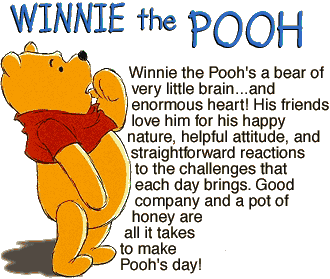 WINNIE the POOH
Winnie the Pooh's a bear of
very little brain...and
enormous heart! His friends
love him for his happy
nature, helpful attitude, and
straightforward reactions
to the challenges that
each day brings. Good
company and a pot of
honey are
all it takes
to make
Pooh's day!